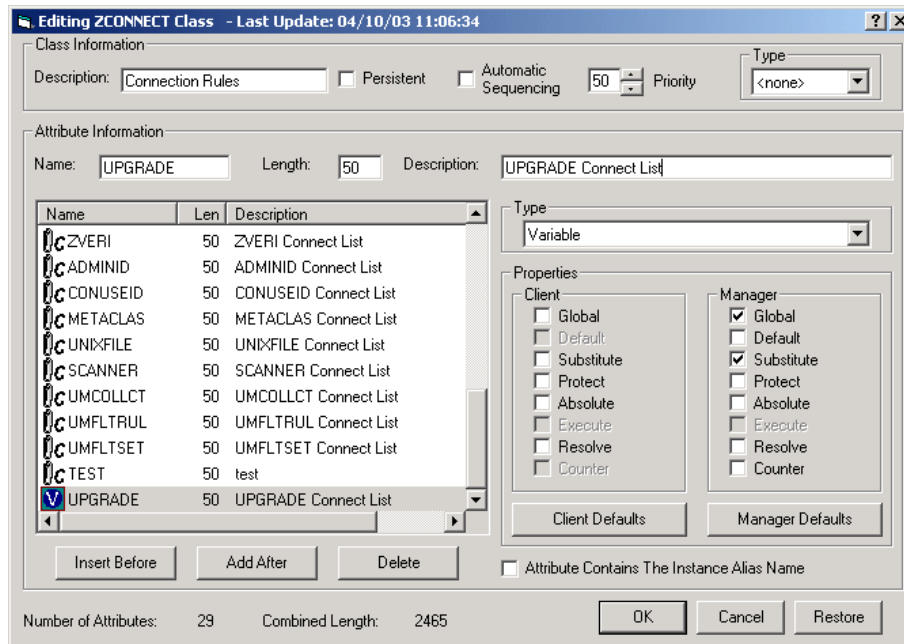 Editing ZCONNECT Class - Last Update: 04/10/03 11:06:34
Class Information
Description: Connection Rules Persistent Automatic Sequencing 50 Priority
Type
<none>
Attribute Information
Name: UPGRADE Length: 50 Description: UPGRADE Connect List
Name Len Description
C ZVERI 50 ZVERI Connect List
C ADMINID 50 ADMINID Connect List
C CONUSEID 50 CONUSEID Connect List
C METACLAS 50 METACLAS Connect List
C UNIXFILE 50 UNIXFILE Connect List
C SCANNER 50 SCANNER Connect List
C UMCOLLCT 50 UMCOLLCT Connect List
C UMFLTRUL 50 UMFLTRUL Connect List
C UMFLTSET 50 UMFLTSET Connect List
C TEST 50 test
V UPGRADE 50 UPGRADE Connect List
Insert Before Add After Delete
Type
Variable
Properties
Client
Global
Default
Substitute
Protect
Absolute
Execute
Resolve
Counter
Client Defaults
Manager
Global
Default
Substitute
Protect
Absolute
Execute
Resolve
Counter
Manager Defaults
Attribute Contains The Instance Alias Name
Number of Attributes: 29 Combined Length: 2465
OK Cancel Restore